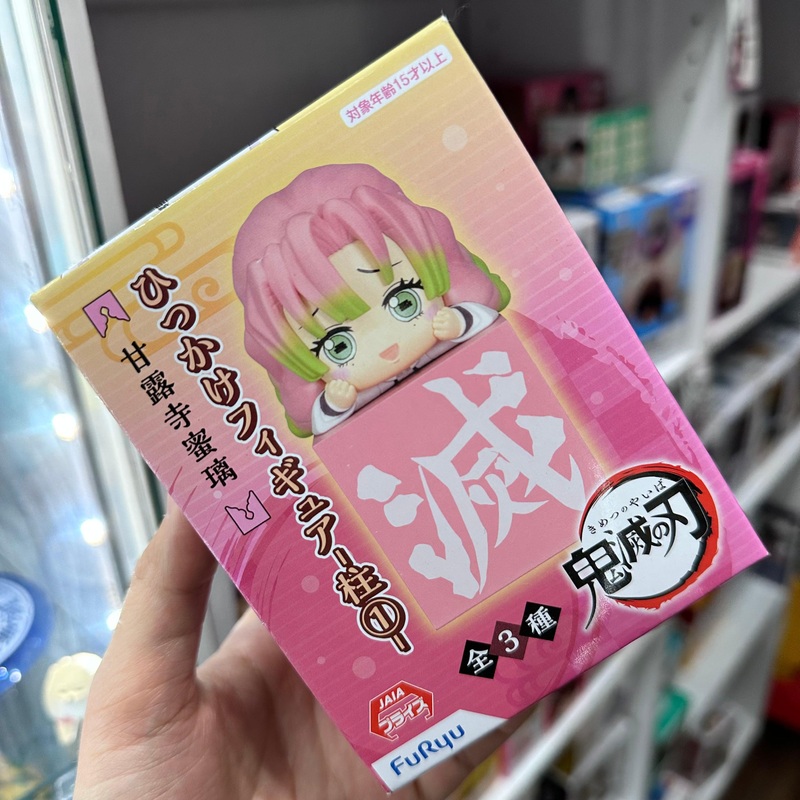 対象年齢15才以上
ひっかけフィギュアー柱①ー
甘露寺蜜璃
滅
きめつのやいば
鬼滅の刃
全3種
JAIA
プライズ
FuRyu